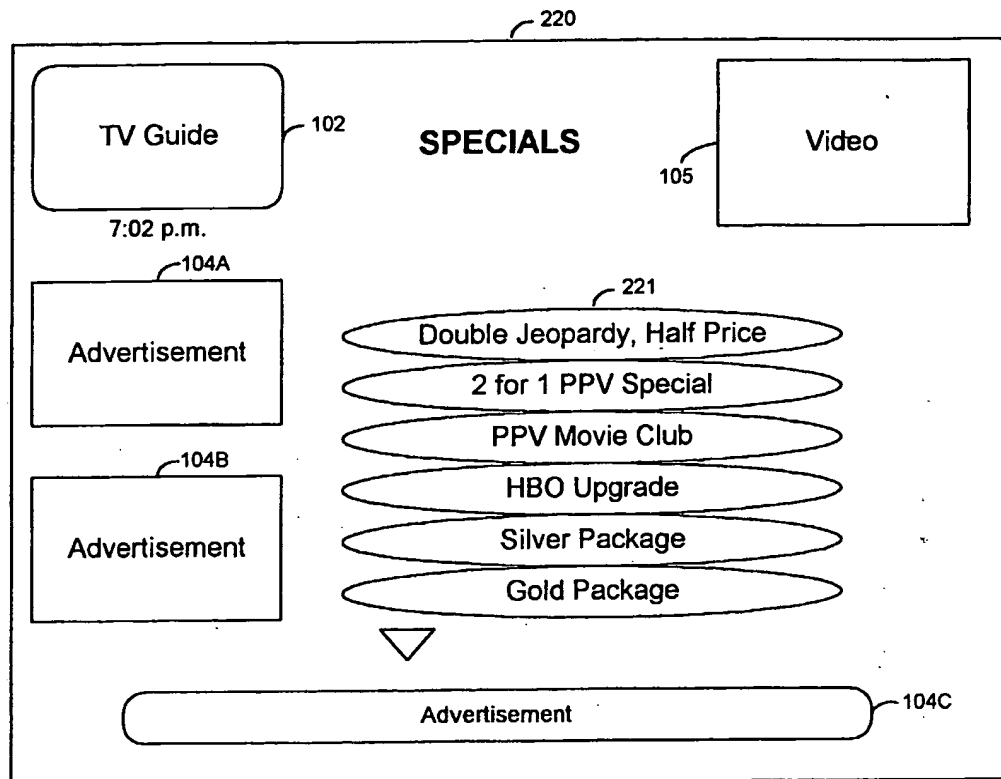 220
TV Guide
102
SPECIALS
Video
105
7:02 p.m.
104A
Advertisement
221
Double Jeopardy, Half Price
2 for 1 PPV Special
PPV Movie Club
104B
Advertisement
HBO Upgrade
Silver Package
Gold Package
Advertisement
104C